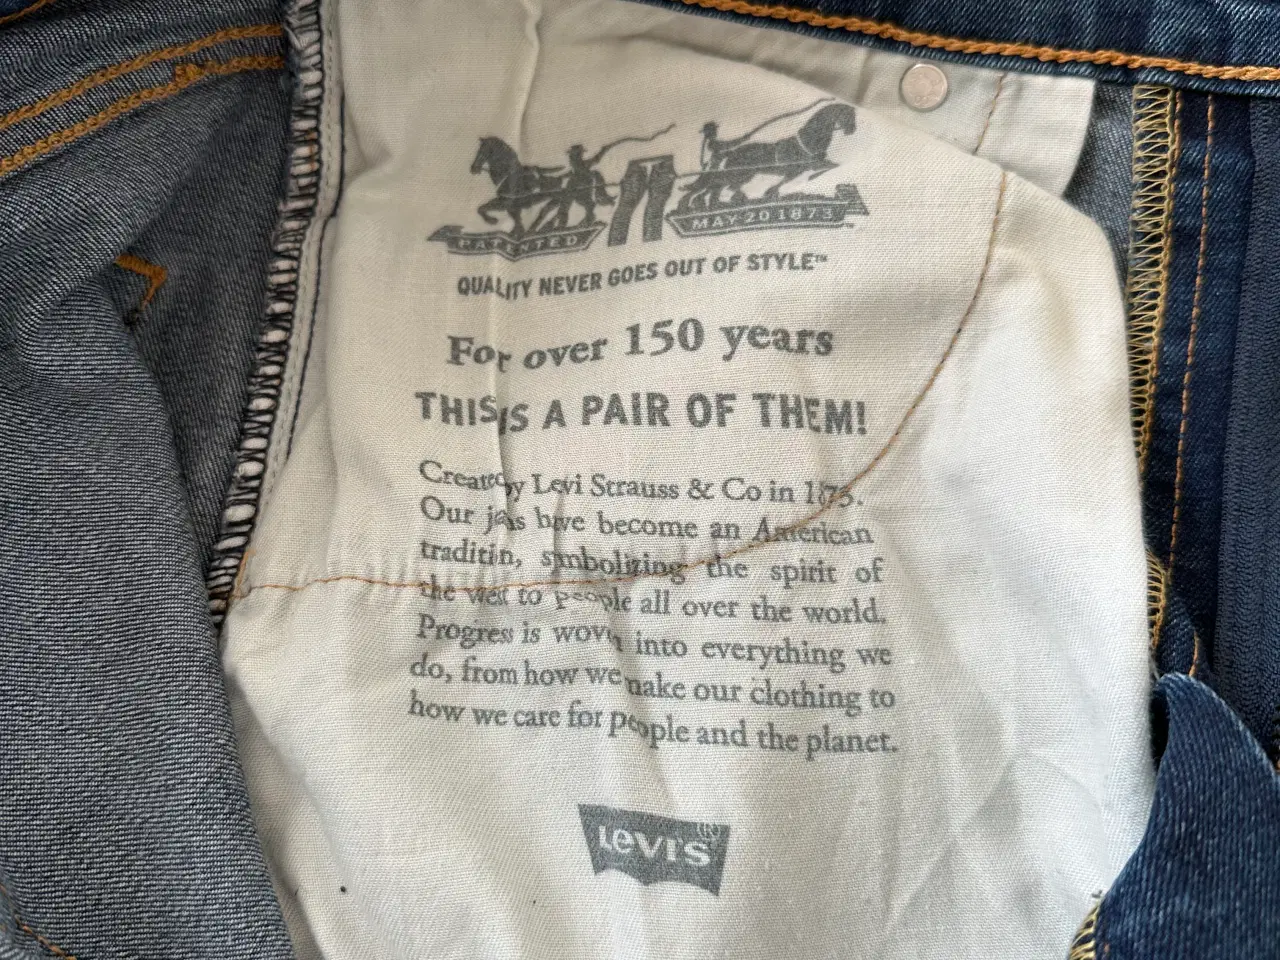 PATENTED MAY 20 1873
QUALITY NEVER GOES OUT OF STYLE™
For over 150 years
THIS IS A PAIR OF THEM!
Created by Levi Strauss & Co in 1873.
Our jeans have become an American
tradition, symbolizing the spirit of
the west to people all over the world.
Progress is woven into everything we
do, from how we make our clothing to
how we care for people and the planet.
Levi's®